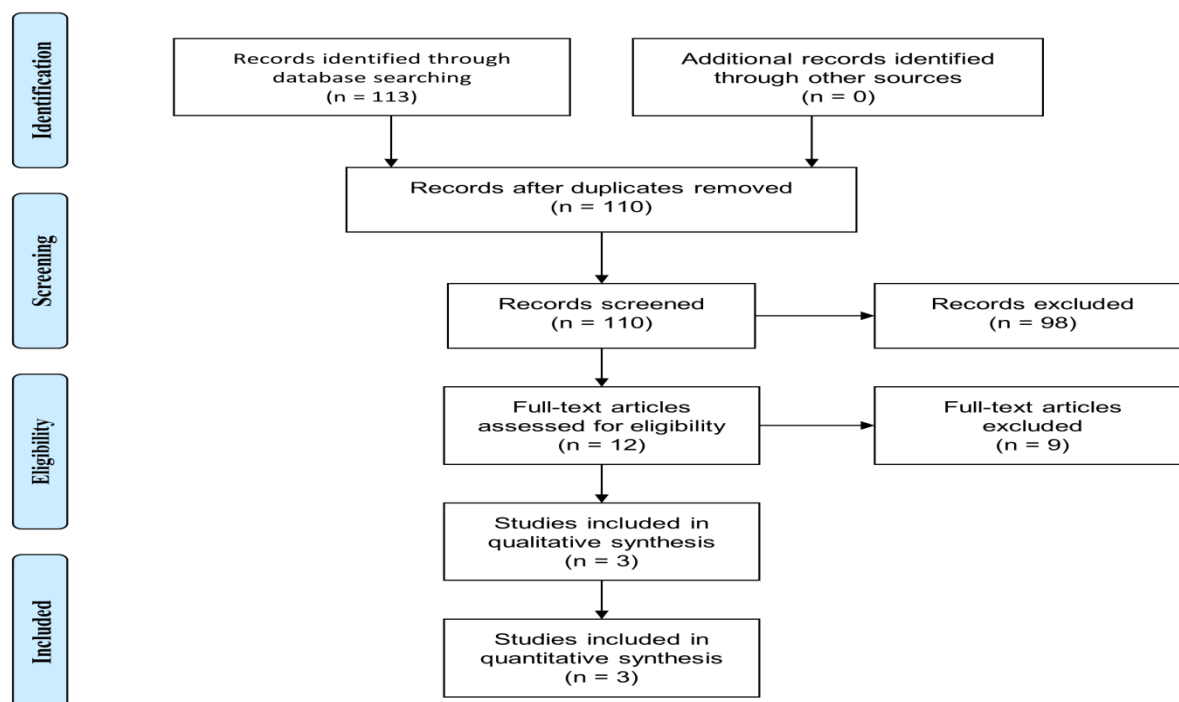 Identification
Records identified through
database searching
(n = 113)
Additional records identified
through other sources
(n = 0)
Records after duplicates removed
(n = 110)
Screening
Records screened
(n = 110)
Records excluded
(n = 98)
Eligibility
Full-text articles
assessed for eligibility
(n = 12)
Full-text articles
excluded
(n = 9)
Studies included in
qualitative synthesis
(n = 3)
Included
Studies included in
quantitative synthesis
(n = 3)